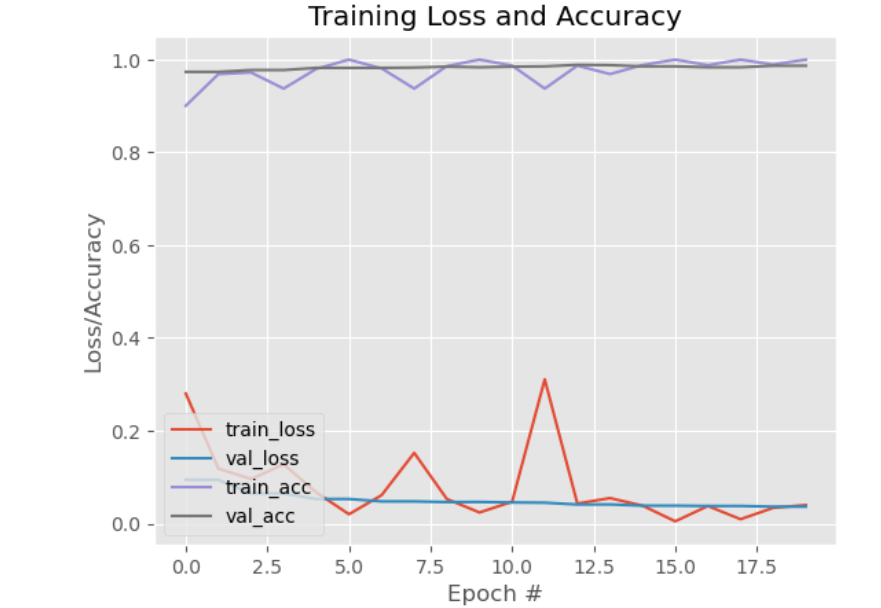 Training Loss and Accuracy
Loss/Accuracy
1.0
0.8
0.6
0.4
0.2
0.0
train_loss
val_loss
train_acc
val_acc
0.0 2.5 5.0 7.5 10.0 12.5 15.0 17.5
Epoch #